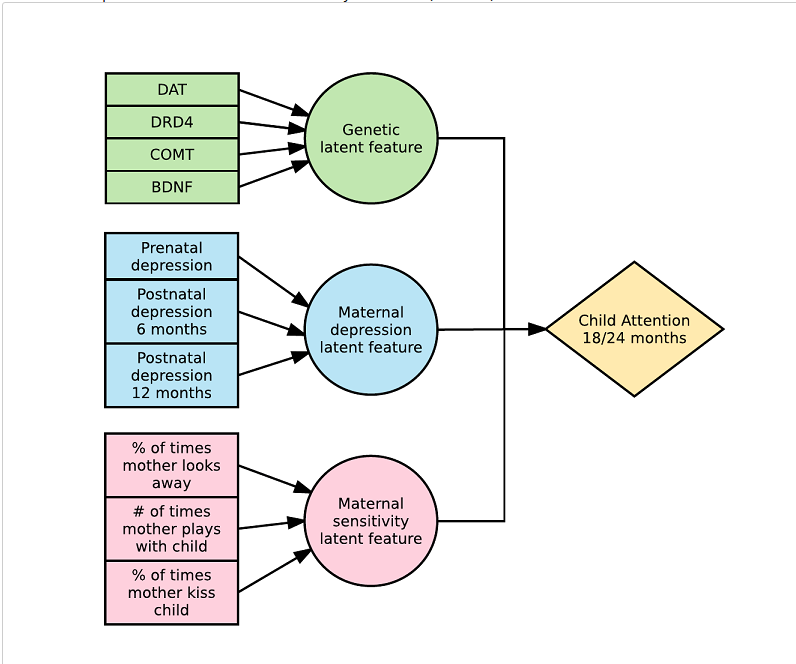 DAT
DRD4
COMT
BDNF
Genetic
latent feature
Prenatal
depression
Postnatal
depression
6 months
Postnatal
depression
12 months
Maternal
depression
latent feature
Child Attention
18/24 months
% of times
mother looks
away
# of times
mother plays
with child
% of times
mother kiss
child
Maternal
sensitivity
latent feature